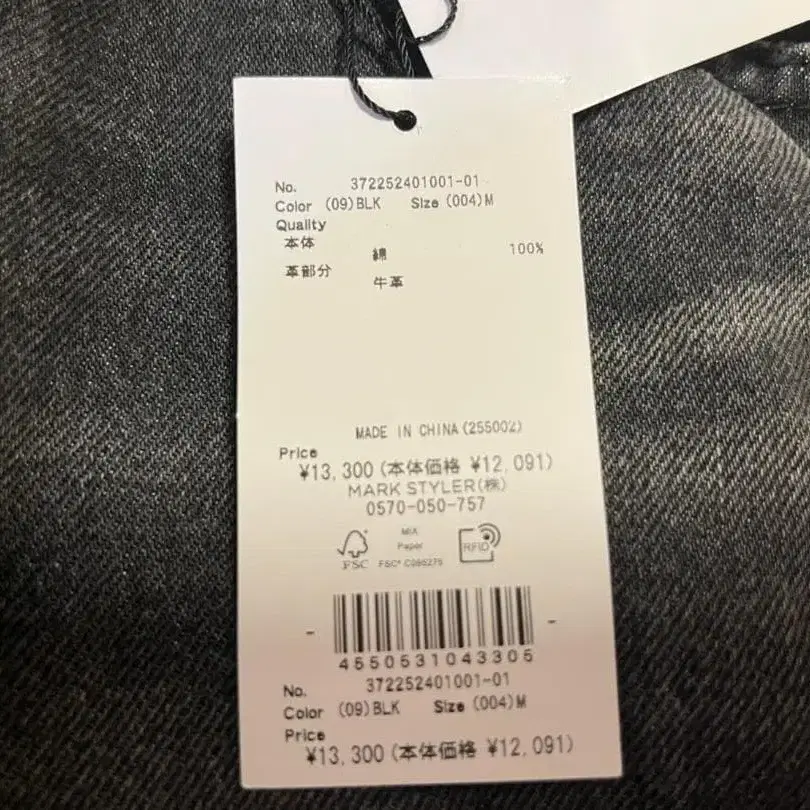 No. 372252401001-01
Color (09)BLK Size (004)M
Quality
本体 綿 100%
革部分 牛革
MADE IN CHINA(255002)
Price
¥13,300(本体価格 ¥12,091)
MARK STYLER(株)
0570-050-757
MIX
Paper
FSC FSC® C095275
RFID
4550531043305
No. 372252401001-01
Color (09)BLK Size (004)M
Price
¥13,300(本体価格 ¥12,091)